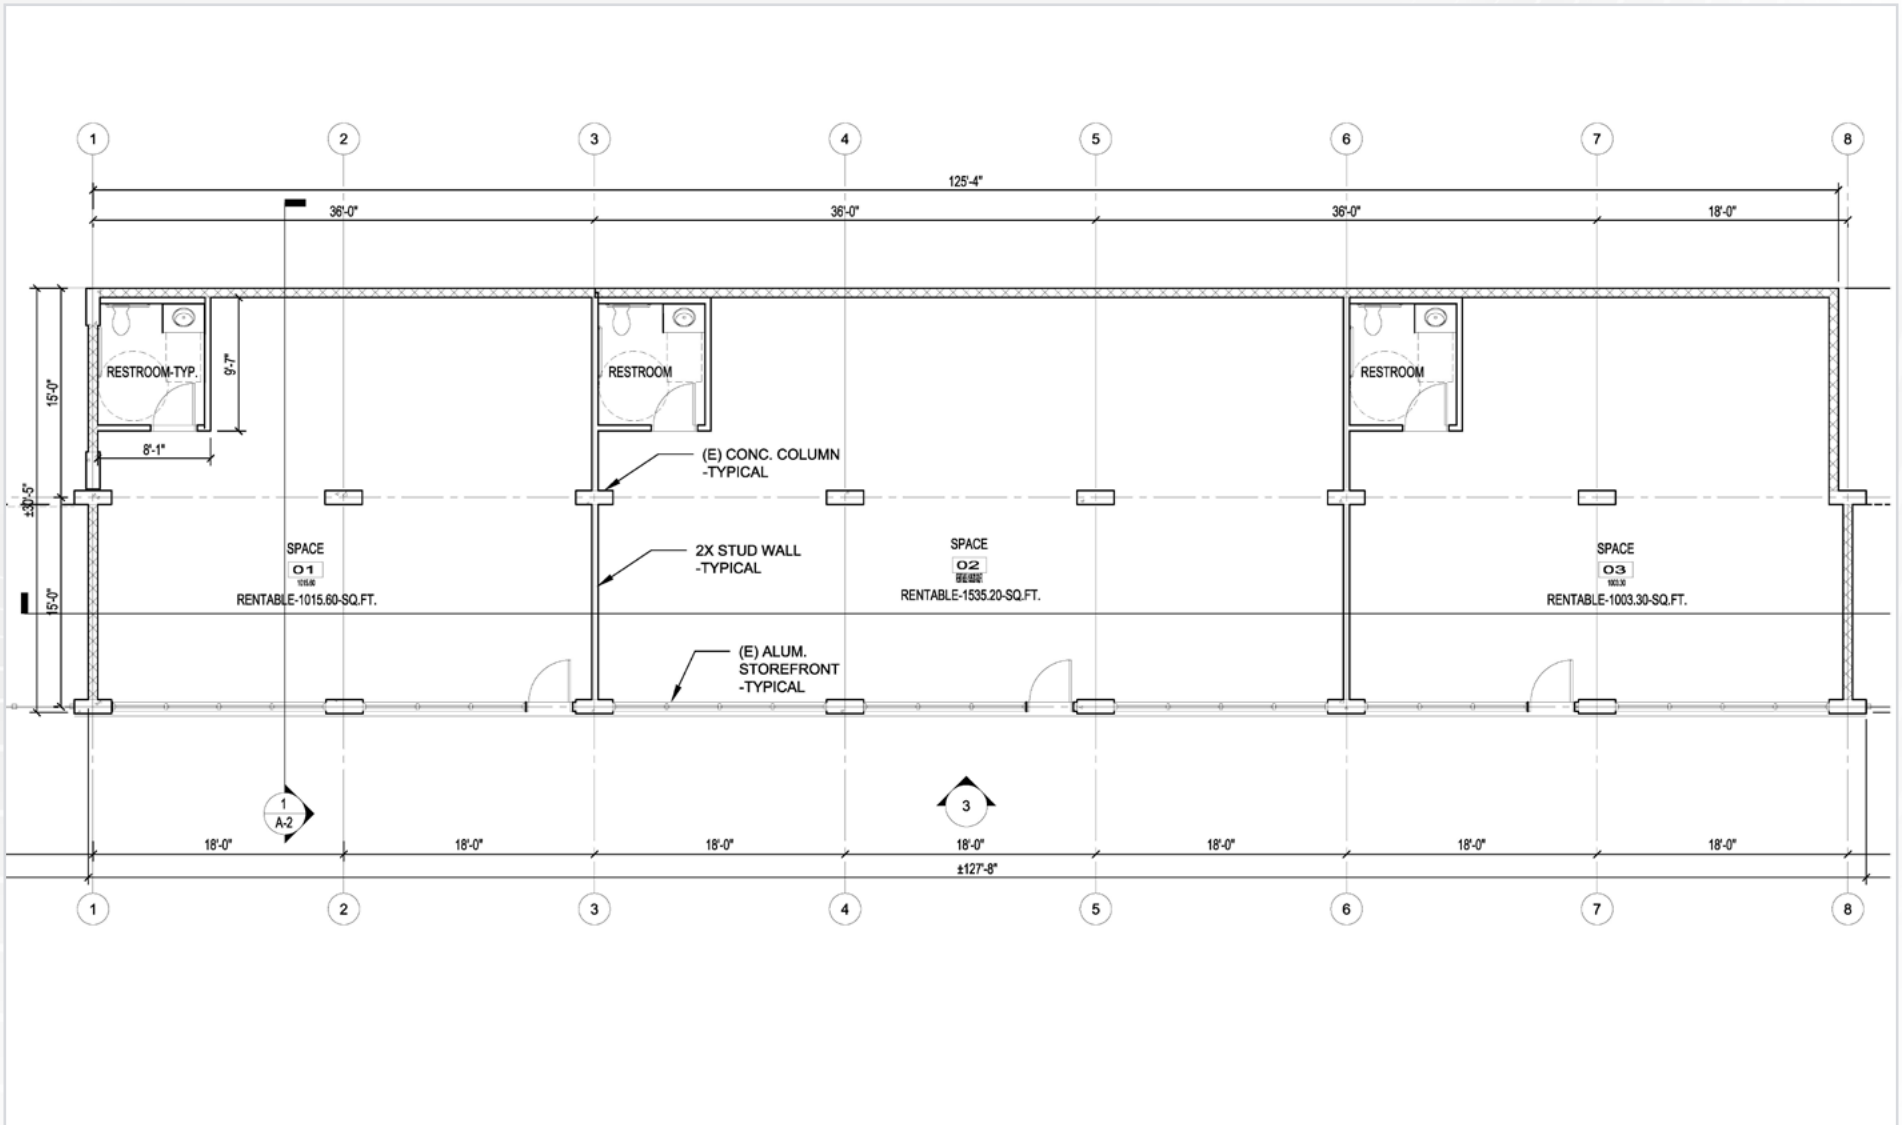 1 2 3 4 5 6 7 8
125'-4"
36'-0" 36'-0" 36'-0" 18'-0"
RESTROOM-TYP. RESTROOM RESTROOM
9'-7"
15'-0"
8'-1"
(E) CONC. COLUMN
-TYPICAL
±30'-5"
2X STUD WALL
-TYPICAL
SPACE
01
1015.60
RENTABLE-1015.60-SQ.FT.
SPACE
02
RENTABLE-1535.20-SQ.FT.
SPACE
03
1003.30
RENTABLE-1003.30-SQ.FT.
15'-0"
(E) ALUM.
STOREFRONT
-TYPICAL
1
A-2
3
18'-0" 18'-0" 18'-0" 18'-0" 18'-0" 18'-0" 18'-0"
±127'-8"
1 2 3 4 5 6 7 8